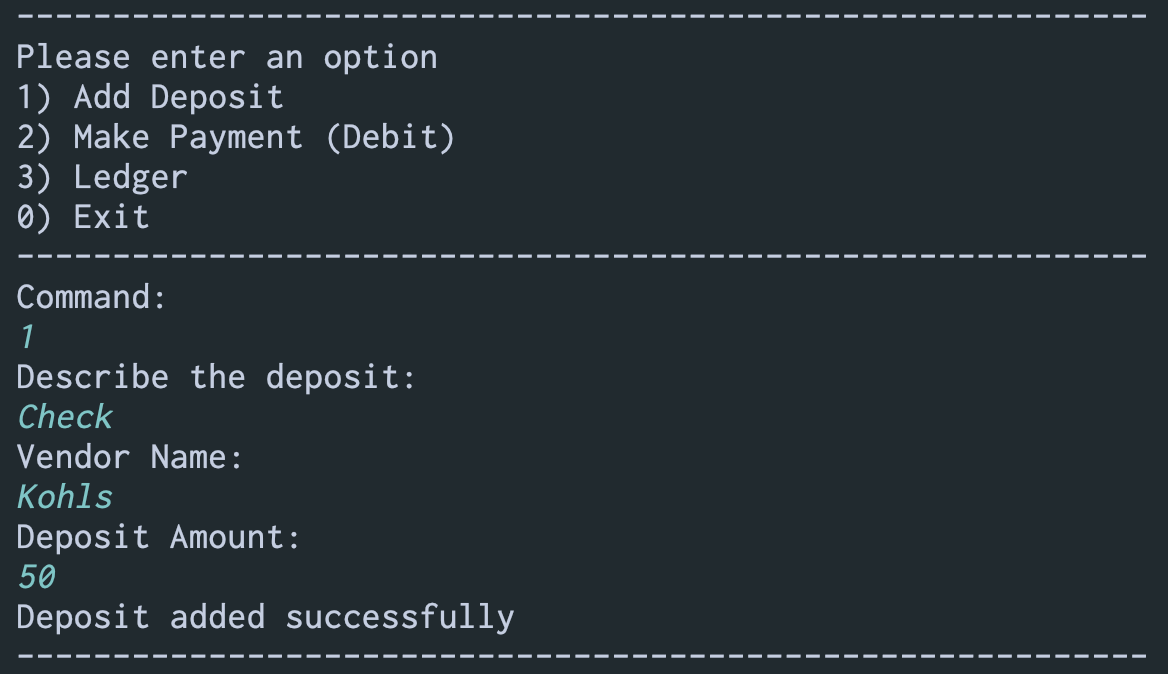 -----------------------------------------------------------
Please enter an option
1) Add Deposit
2) Make Payment (Debit)
3) Ledger
0) Exit
-----------------------------------------------------------
Command:
1
Describe the deposit:
Check
Vendor Name:
Kohls
Deposit Amount:
50
Deposit added successfully
-----------------------------------------------------------